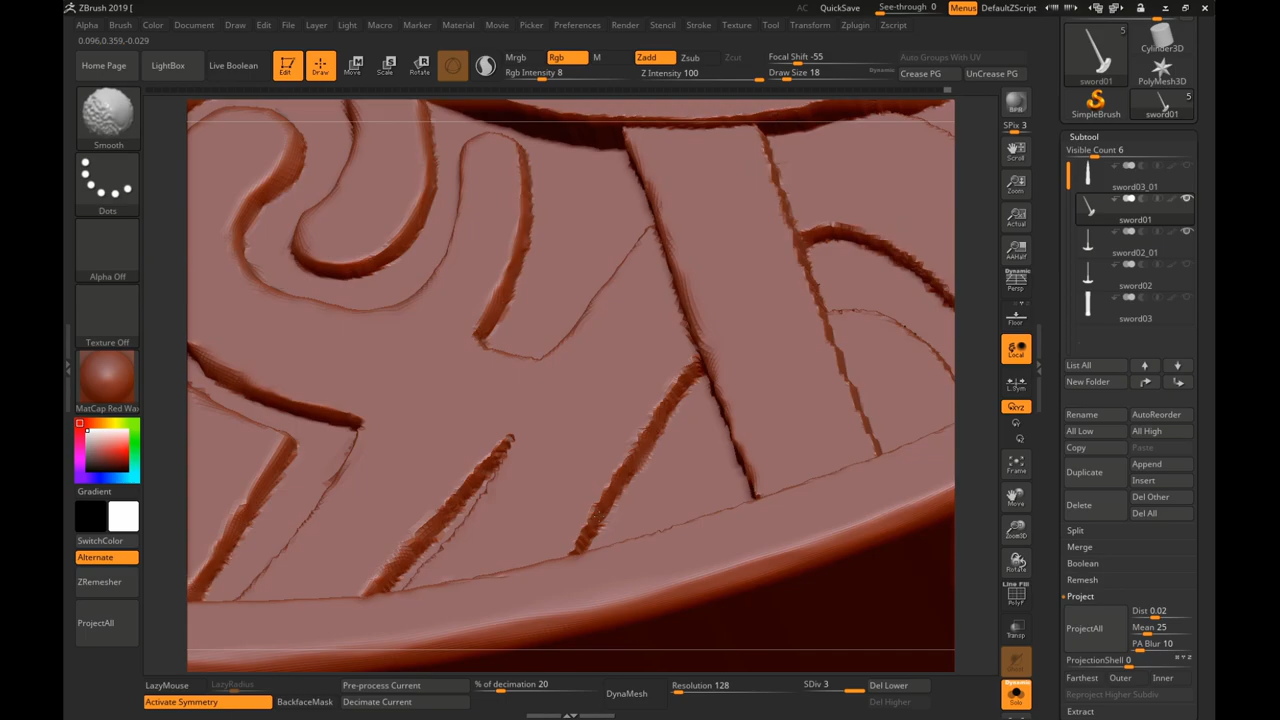 ZBrush 2019 [
AC
QuickSave
See-through 0
Menus
DefaultZScript
Alpha Brush Color Document Draw Edit File Layer Light Macro Marker Material Movie Picker Preferences Render Stencil Stroke Texture Tool Transform Zplugin Zscript
0.096,0.359,-0.029
Home Page
LightBox
Live Boolean
Edit
Draw
Move
Scale
Rotate
Mrgb
Rgb
M
Rgb Intensity 8
Zadd
Zsub
Zcut
Z Intensity 100
Focal Shift -55
Draw Size 18
Dynamic
Auto Groups With UV
Crease PG
UnCrease PG
5
Cylinder3D
PolyMesh3D
sword01
SimpleBrush
5
sword01
Smooth
Dots
Alpha Off
Texture Off
MatCap Red Wax
Gradient
SwitchColor
Alternate
ZRemesher
ProjectAll
BPR
SPix 3
Scroll
Zoom
Actual
AAHalf
Dynamic
Persp
Floor
Local
L.Sym
XYZ
Frame
Move
Zoom3D
Rotate
Line Fill
PolyF
Transp
Dynamic
Solo
Subtool
Visible Count 6
sword03_01
sword01
sword02_01
sword02
sword03
List All
New Folder
Rename
AutoReorder
All Low
All High
Copy
Paste
Duplicate
Append
Insert
Delete
Del Other
Del All
Split
Merge
Boolean
Remesh
Project
ProjectAll
Dist 0.02
Mean 25
PA Blur 10
ProjectionShell 0
X Y Z
Farthest
Outer
Inner
Reproject Higher Subdiv
Extract
LazyMouse
LazyRadius
Activate Symmetry
BackfaceMask
Pre-process Current
Decimate Current
% of decimation 20
DynaMesh
Resolution 128
SDiv 3
Del Lower
Del Higher